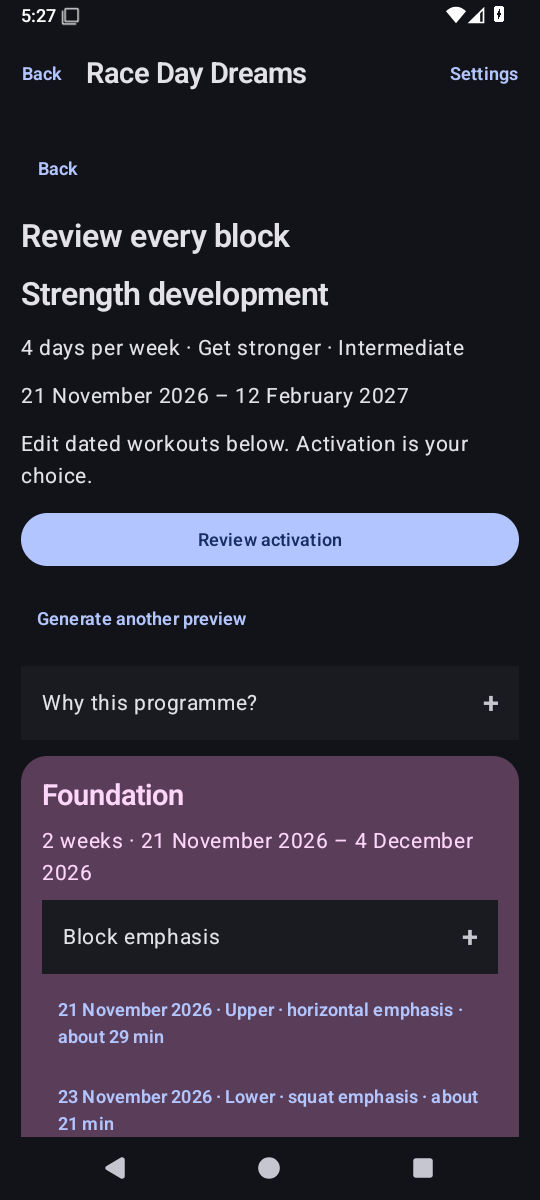 5:27
Back Race Day Dreams Settings
Back
Review every block
Strength development
4 days per week · Get stronger · Intermediate
21 November 2026 – 12 February 2027
Edit dated workouts below. Activation is your
choice.
Review activation
Generate another preview
Why this programme? +
Foundation
2 weeks · 21 November 2026 – 4 December
2026
Block emphasis +
21 November 2026 · Upper · horizontal emphasis ·
about 29 min
23 November 2026 · Lower · squat emphasis · about
21 min